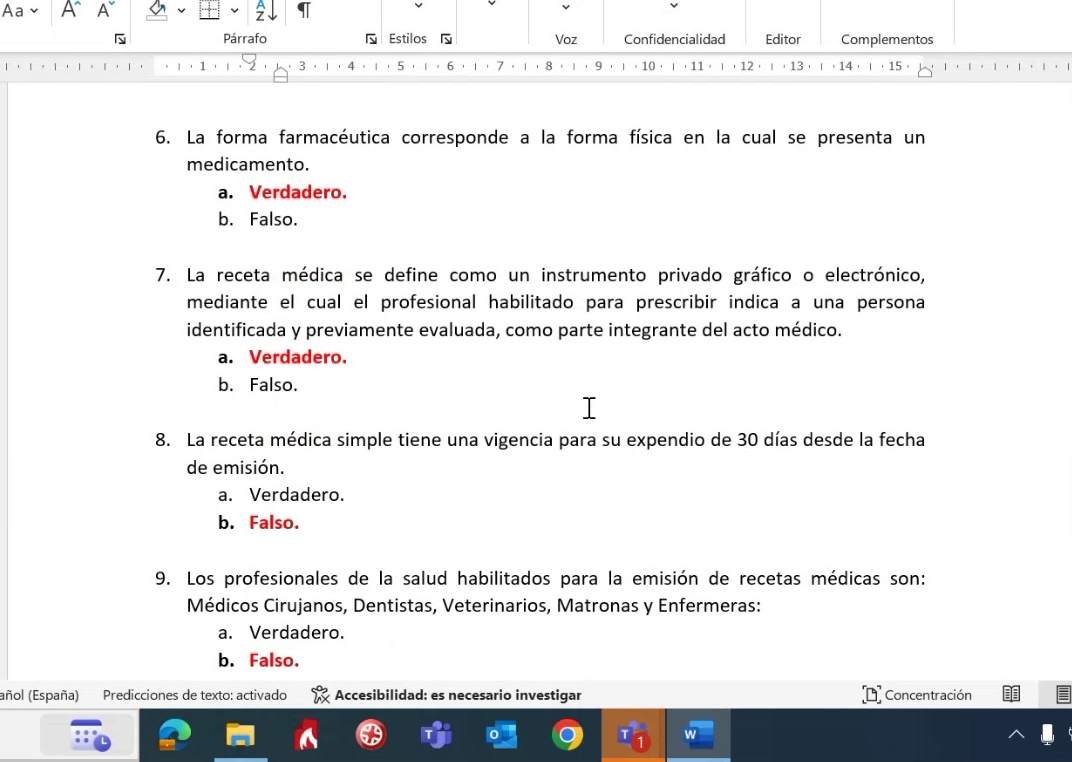 Aa A A A Z ¶
Párrafo Estilos Voz Confidencialidad Editor Complementos
1 2 3 4 5 6 7 8 9 10 11 12 13 14 15
6. La forma farmacéutica corresponde a la forma física en la cual se presenta un
medicamento.
a. Verdadero.
b. Falso.
7. La receta médica se define como un instrumento privado gráfico o electrónico,
mediante el cual el profesional habilitado para prescribir indica a una persona
identificada y previamente evaluada, como parte integrante del acto médico.
a. Verdadero.
b. Falso.
8. La receta médica simple tiene una vigencia para su expendio de 30 días desde la fecha
de emisión.
a. Verdadero.
b. Falso.
9. Los profesionales de la salud habilitados para la emisión de recetas médicas son:
Médicos Cirujanos, Dentistas, Veterinarios, Matronas y Enfermeras:
a. Verdadero.
b. Falso.
añol (España) Predicciones de texto: activado Accesibilidad: es necesario investigar Concentración
T O T 1 W